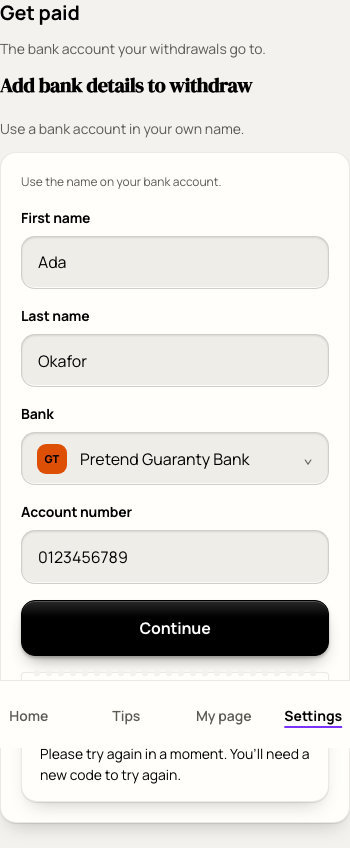 Get paid
The bank account your withdrawals go to.
Add bank details to withdraw
Use a bank account in your own name.
Use the name on your bank account.
First name
Ada
Last name
Okafor
Bank
GT Pretend Guaranty Bank
Account number
0123456789
Continue
Home Tips My page Settings
Please try again in a moment. You'll need a
new code to try again.